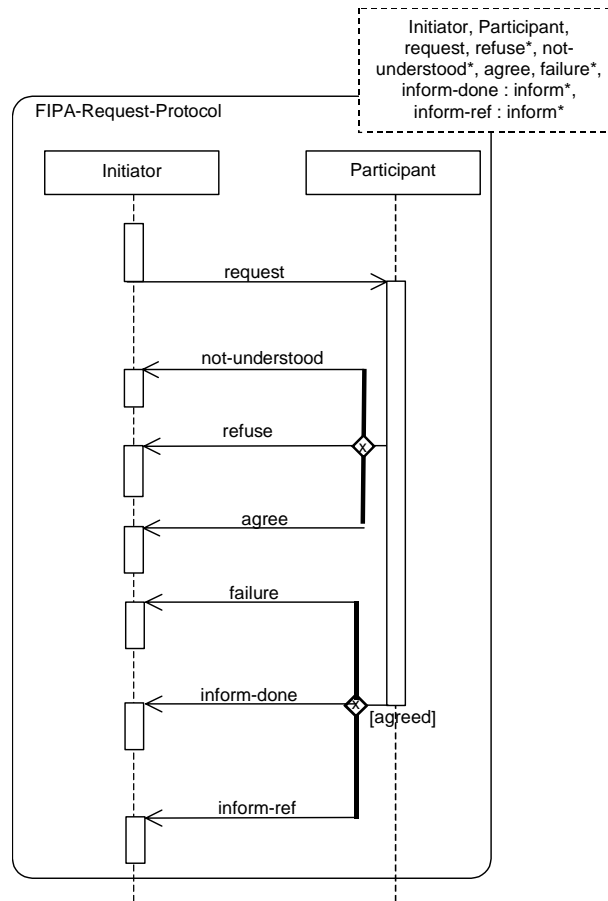 Initiator, Participant,
request, refuse*, not-
understood*, agree, failure*,
inform-done : inform*,
inform-ref : inform*
FIPA-Request-Protocol
Initiator
Participant
request
not-understood
refuse
x
agree
failure
inform-done
x
[agreed]
inform-ref